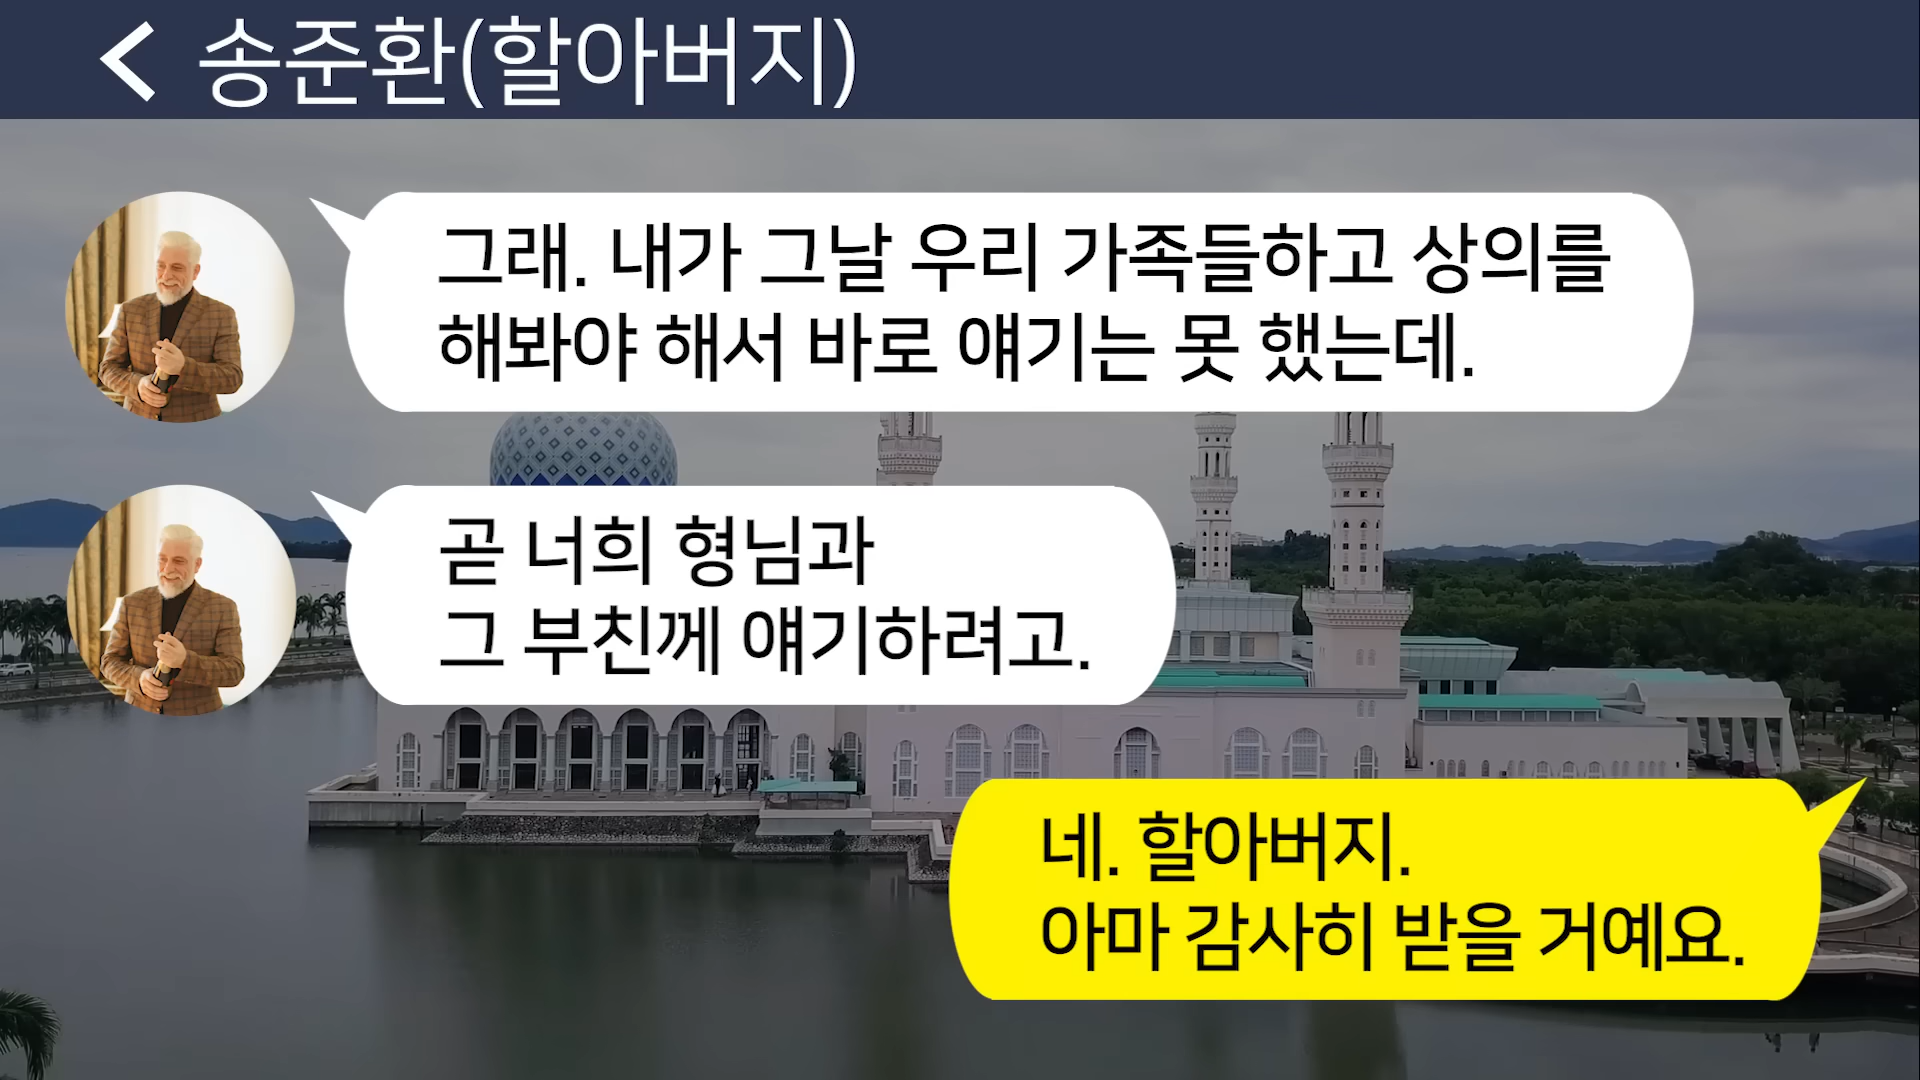 송준환(할아버지)
그래. 내가 그날 우리 가족들하고 상의를
해봐야 해서 바로 얘기는 못 했는데.
곧 너희 형님과
그 부친께 얘기하려고.
네. 할아버지.
아마 감사히 받을 거예요.